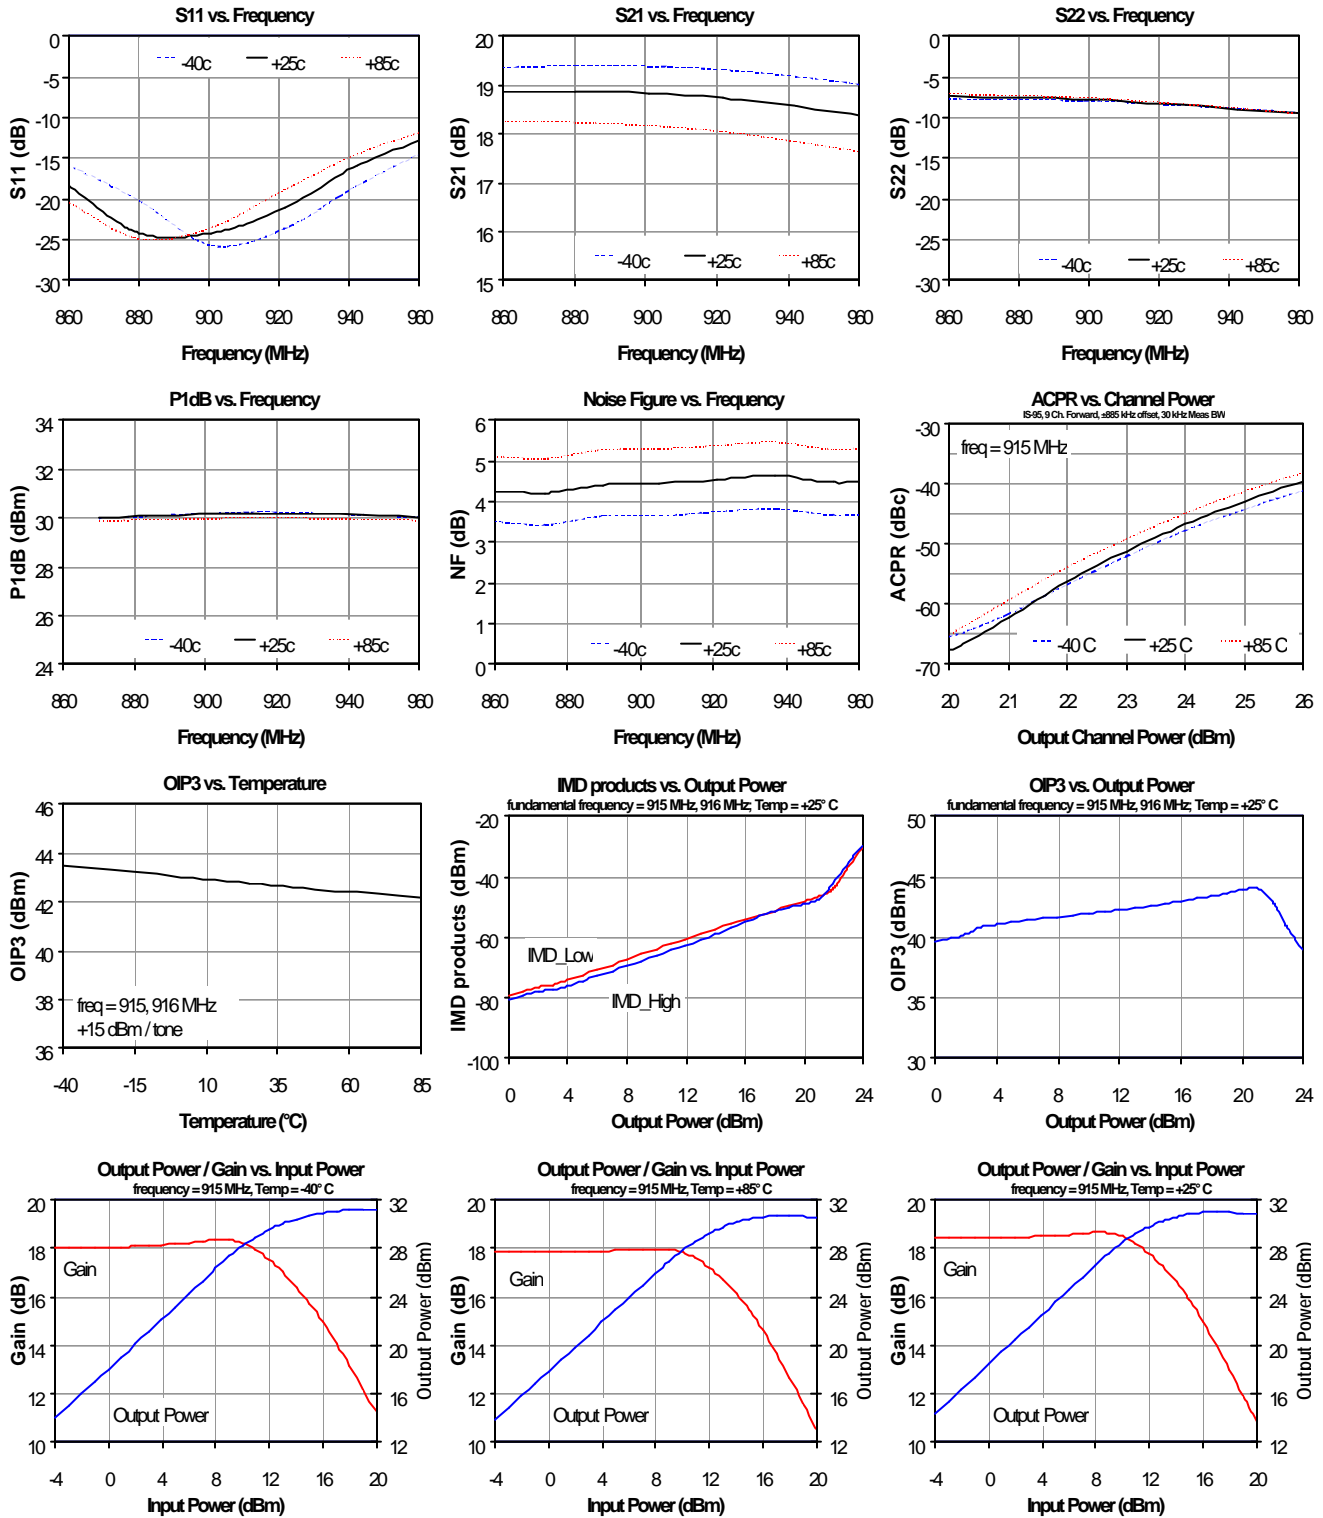 S11 vs. Frequency
S21 vs. Frequency
S22 vs. Frequency
0
-5
-10
-15
-20
-25
-30
S11 (dB)
-40c +25c +85c
860 880 900 920 940 960
Frequency (MHz)
20
19
18
17
16
15
S21 (dB)
-40c +25c +85c
860 880 900 920 940 960
Frequency (MHz)
0
-5
-10
-15
-20
-25
-30
S22 (dB)
-40c +25c +85c
860 880 900 920 940 960
Frequency (MHz)
P1dB vs. Frequency
34
32
30
28
26
24
P1dB (dBm)
-40c +25c +85c
860 880 900 920 940 960
Frequency (MHz)
Noise Figure vs. Frequency
6
5
4
3
2
1
0
NF (dB)
-40c +25c +85c
860 880 900 920 940 960
Frequency (MHz)
ACPR vs. Channel Power
IS-95, 9 Ch. Forward, ±885 kHz offset, 30 kHz Meas BW
freq = 915 MHz
-30
-40
-50
-60
-70
ACPR (dBc)
-40 C +25 C +85 C
20 21 22 23 24 25 26
Output Channel Power (dBm)
OIP3 vs. Temperature
46
44
42
40
38
36
OIP3 (dBm)
freq = 915, 916 MHz
+15 dBm / tone
-40 -15 10 35 60 85
Temperature (°C)
IMD products vs. Output Power
fundamental frequency = 915 MHz, 916 MHz; Temp = +25° C
-20
-40
-60
-80
-100
IMD products (dBm)
IMD_Low
IMD_High
0 4 8 12 16 20 24
Output Power (dBm)
OIP3 vs. Output Power
fundamental frequency = 915 MHz, 916 MHz; Temp = +25° C
50
45
40
35
30
OIP3 (dBm)
0 4 8 12 16 20 24
Output Power (dBm)
Output Power / Gain vs. Input Power
frequency = 915 MHz, Temp = -40° C
20
18
16
14
12
10
Gain (dB)
Gain
Output Power
32
28
24
20
16
12
Output Power (dBm)
-4 0 4 8 12 16 20
Input Power (dBm)
Output Power / Gain vs. Input Power
frequency = 915 MHz, Temp = +85° C
20
18
16
14
12
10
Gain (dB)
Gain
Output Power
32
28
24
20
16
12
Output Power (dBm)
-4 0 4 8 12 16 20
Input Power (dBm)
Output Power / Gain vs. Input Power
frequency = 915 MHz, Temp = +25° C
20
18
16
14
12
10
Gain (dB)
Gain
Output Power
32
28
24
20
16
12
Output Power (dBm)
-4 0 4 8 12 16 20
Input Power (dBm)